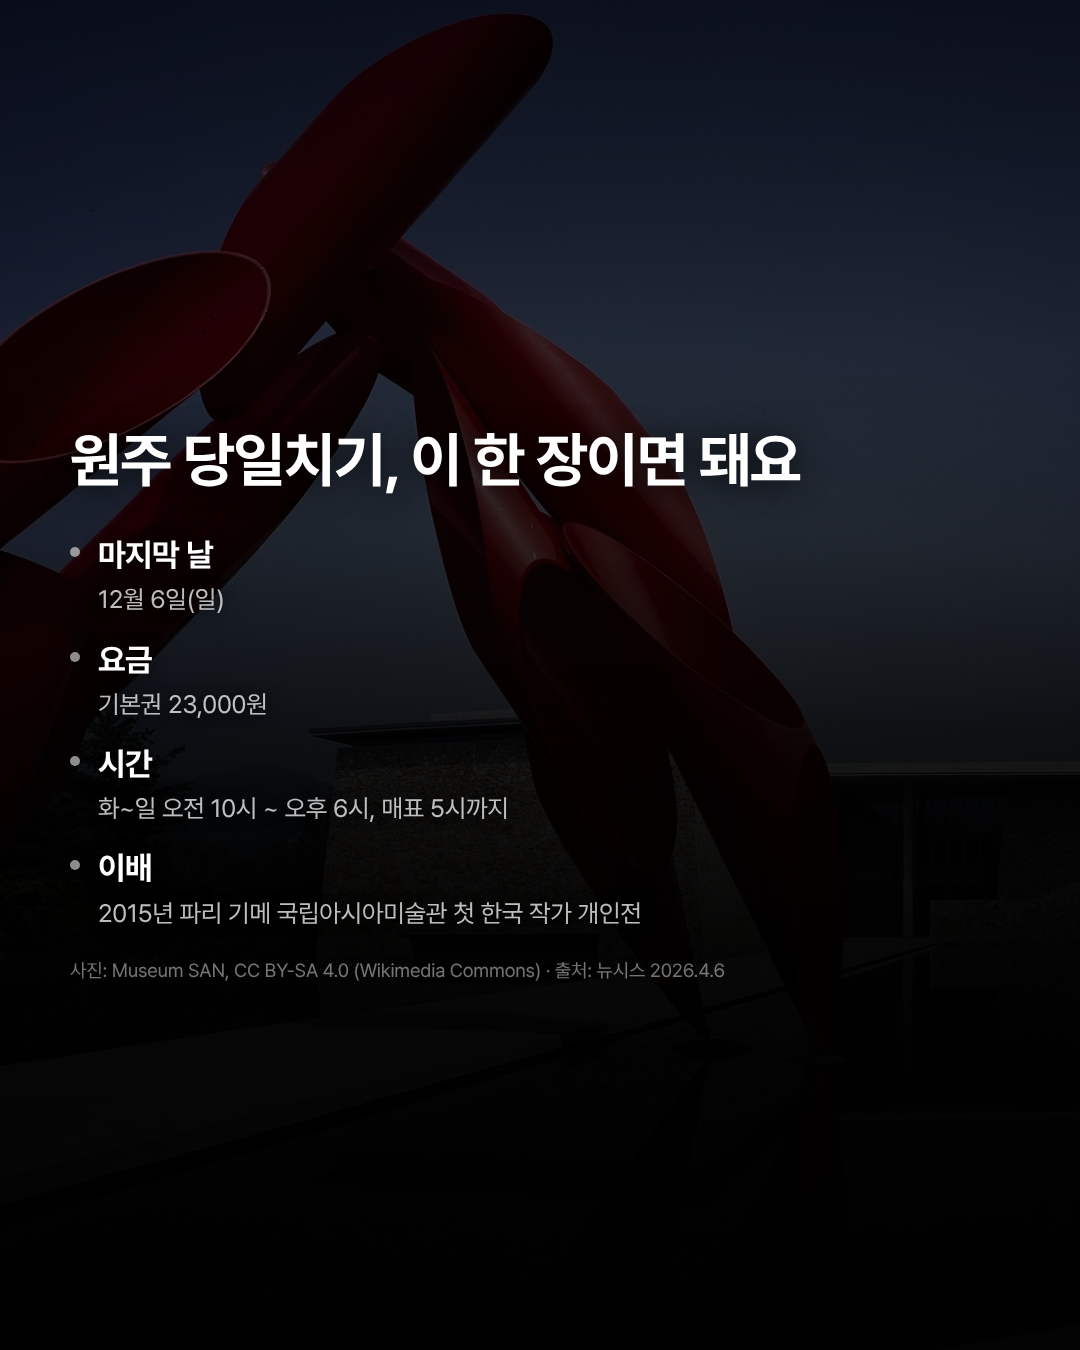 원주 당일치기, 이 한 장이면 돼요
마지막 날
12월 6일(일)
요금
기본권 23,000원
시간
화~일 오전 10시 ~ 오후 6시, 매표 5시까지
이배
2015년 파리 기메 국립아시아미술관 첫 한국 작가 개인전
사진: Museum SAN, CC BY-SA 4.0 (Wikimedia Commons) · 출처: 뉴시스 2026.4.6